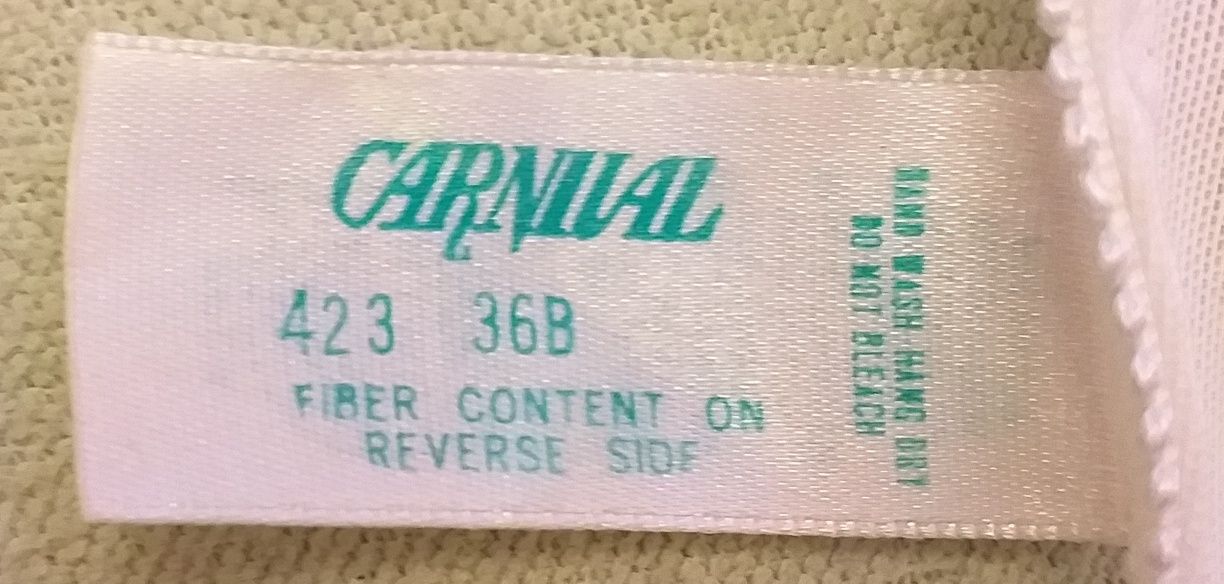 CARNIVAL
423 36B
FIBER CONTENT ON
REVERSE SIDE
HAND WASH HANG DRY
DO NOT BLEACH